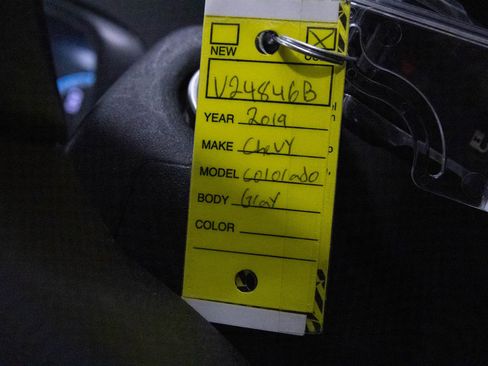 NEW
V24846B
YEAR 2019
MAKE Chevy
MODEL Colorado
BODY Gray
COLOR